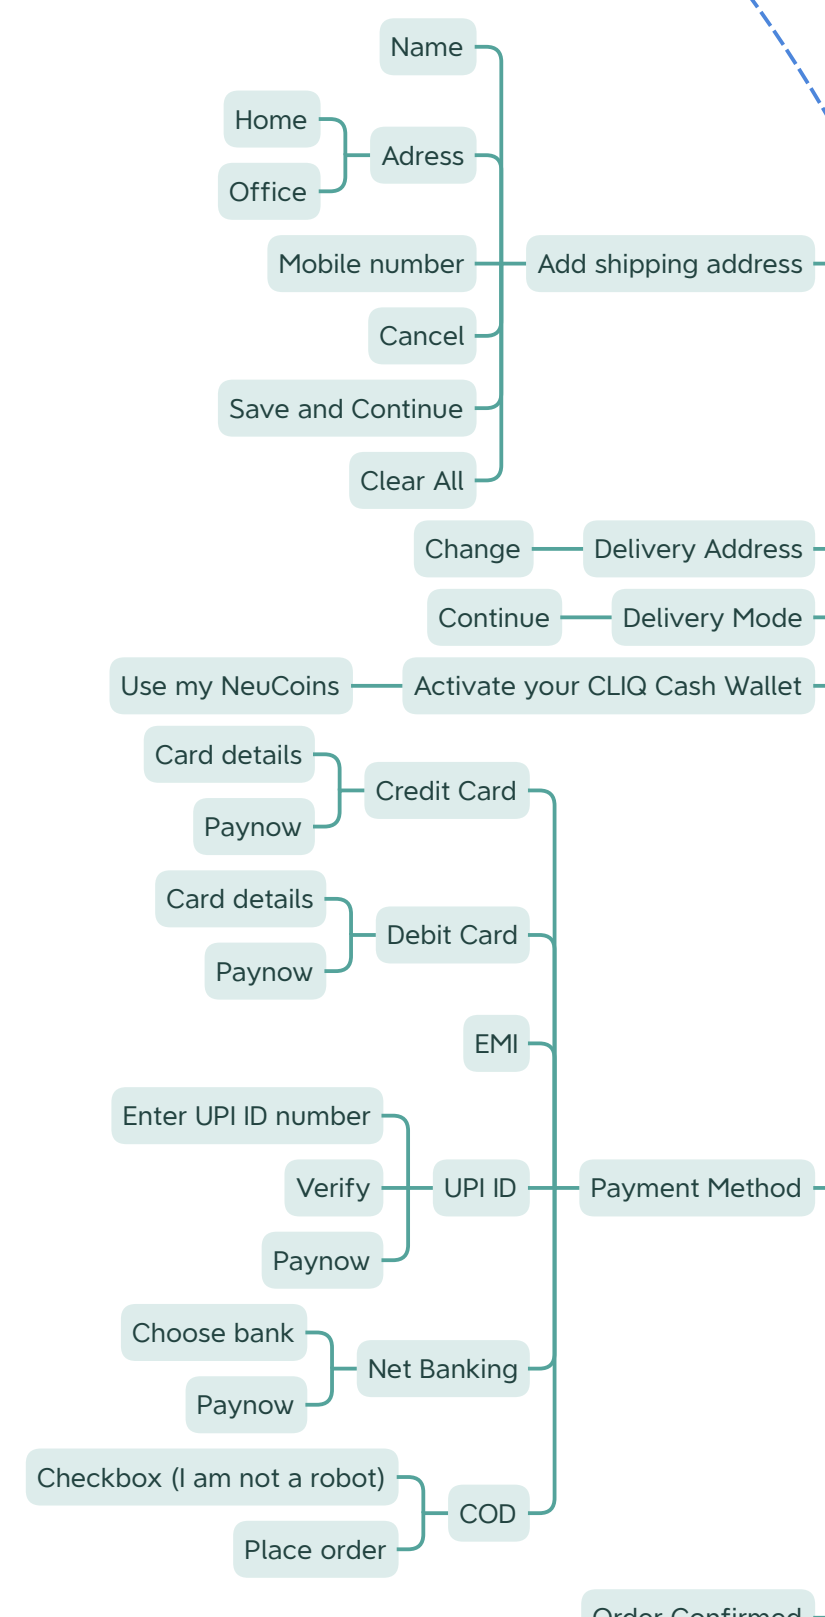 Name
Home
Adress
Office
Mobile number
Add shipping address
Cancel
Save and Continue
Clear All
Change
Delivery Address
Continue
Delivery Mode
Use my NeuCoins
Activate your CLIQ Cash Wallet
Card details
Credit Card
Paynow
Card details
Debit Card
Paynow
EMI
Enter UPI ID number
Verify
UPI ID
Payment Method
Paynow
Choose bank
Net Banking
Paynow
Checkbox (I am not a robot)
COD
Place order
Order Confirmed